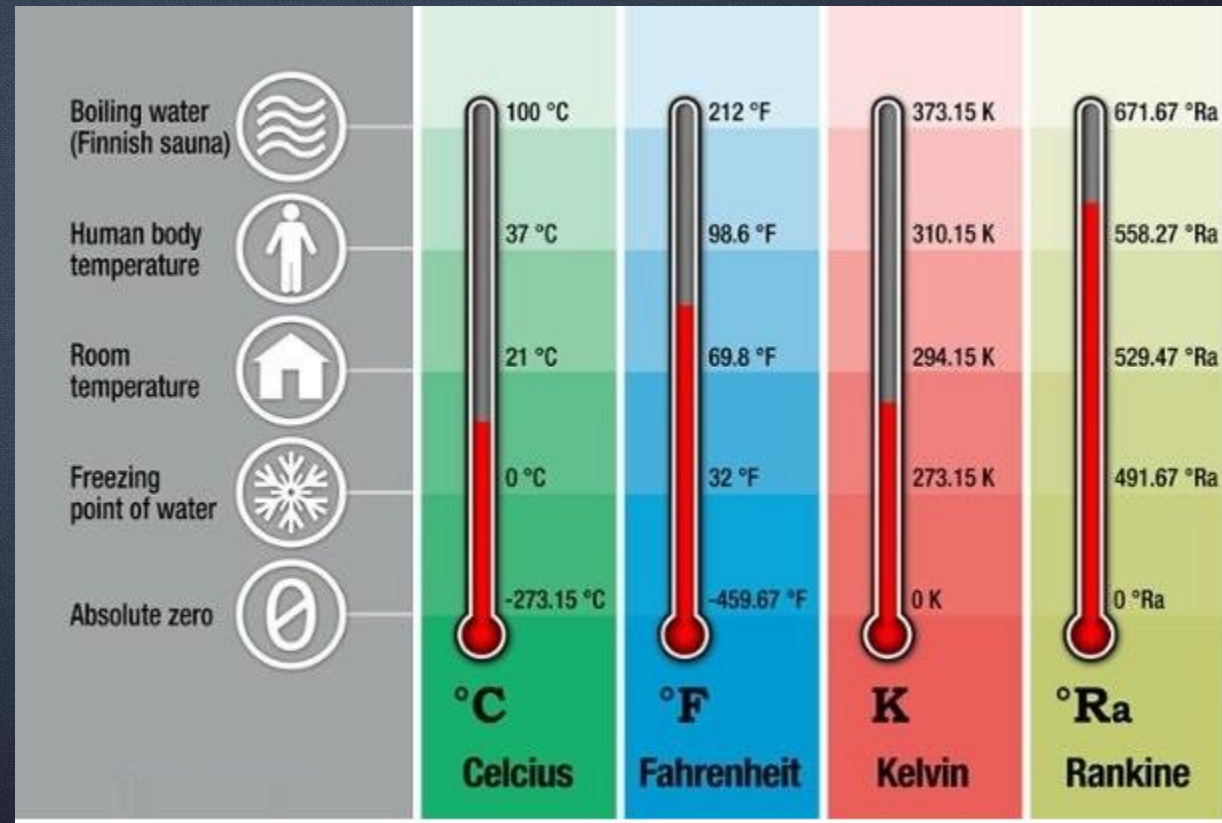 Boiling water
(Finnish sauna)
100 °C
212 °F
373.15 K
671.67 °Ra
Human body
temperature
37 °C
98.6 °F
310.15 K
558.27 °Ra
Room
temperature
21 °C
69.8 °F
294.15 K
529.47 °Ra
Freezing
point of water
0 °C
32 °F
273.15 K
491.67 °Ra
Absolute zero
0
-273.15 °C
-459.67 °F
0 K
0 °Ra
°C
°F
K
°Ra
Celcius
Fahrenheit
Kelvin
Rankine